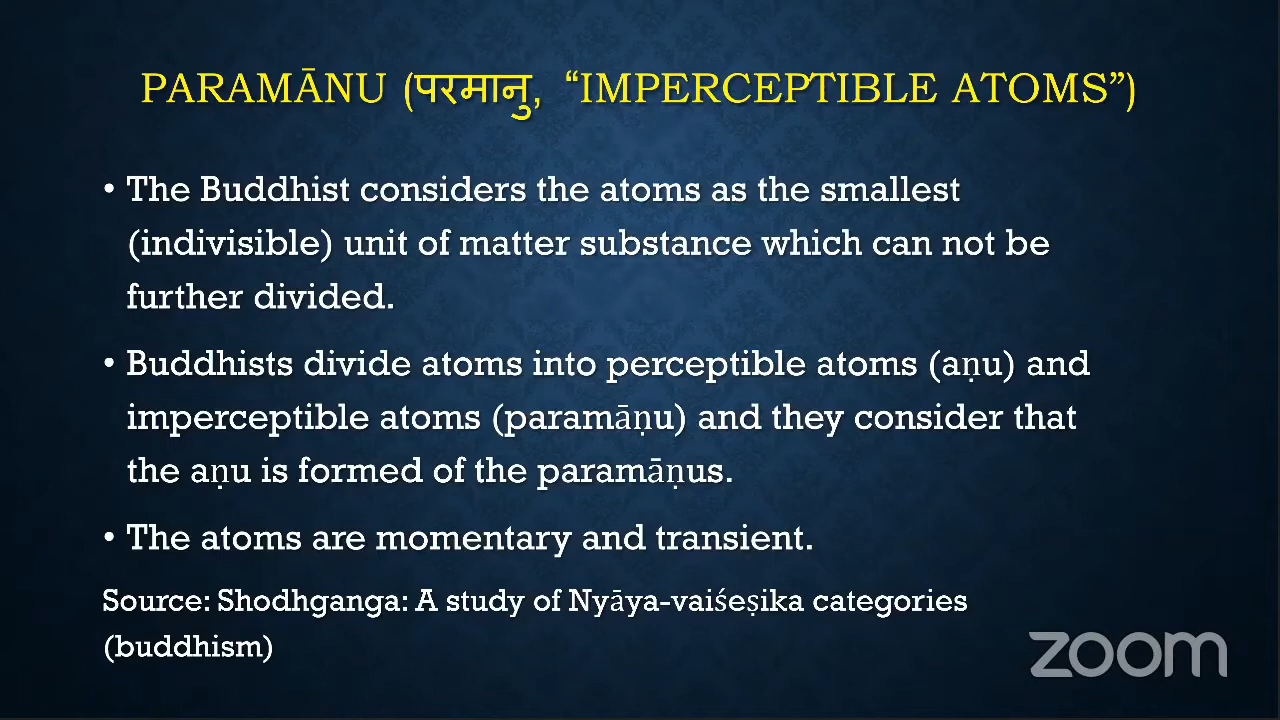 PARAMĀNU (परमानु, “IMPERCEPTIBLE ATOMS”)
• The Buddhist considers the atoms as the smallest
(indivisible) unit of matter substance which can not be
further divided.
• Buddhists divide atoms into perceptible atoms (aṇu) and
imperceptible atoms (paramāṇu) and they consider that
the aṇu is formed of the paramāṇus.
• The atoms are momentary and transient.
Source: Shodhganga: A study of Nyāya-vaiśeṣika categories
(buddhism)
zoom